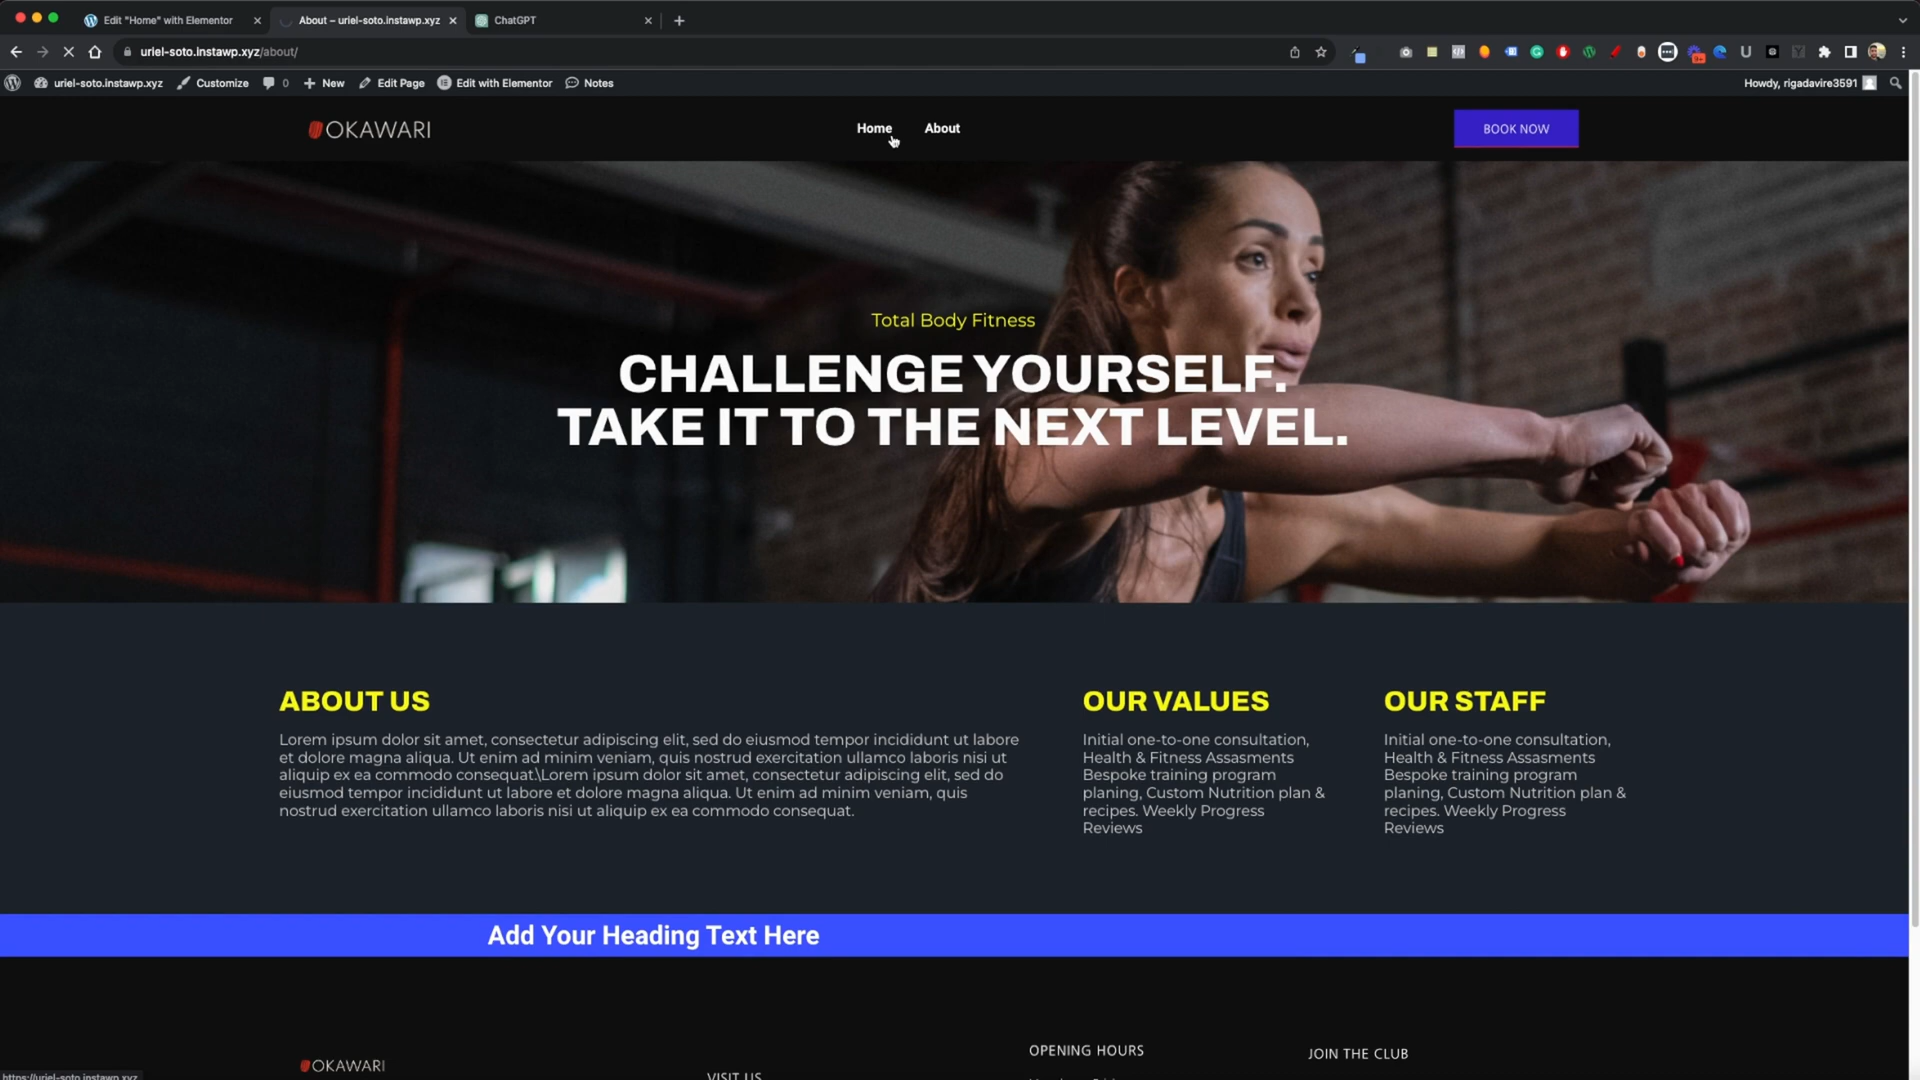 Edit "Home" with Elementor
About – uriel-soto.instawp.xyz
ChatGPT
uriel-soto.instawp.xyz/about/
uriel-soto.instawp.xyz
Customize
0
New
Edit Page
Edit with Elementor
Notes
Howdy, rigadavire3591
OKAWARI
Home
About
BOOK NOW
Total Body Fitness
CHALLENGE YOURSELF.
TAKE IT TO THE NEXT LEVEL.
ABOUT US
Lorem ipsum dolor sit amet, consectetur adipiscing elit, sed do eiusmod tempor incididunt ut labore
et dolore magna aliqua. Ut enim ad minim veniam, quis nostrud exercitation ullamco laboris nisi ut
aliquip ex ea commodo consequat.\Lorem ipsum dolor sit amet, consectetur adipiscing elit, sed do
eiusmod tempor incididunt ut labore et dolore magna aliqua. Ut enim ad minim veniam, quis
nostrud exercitation ullamco laboris nisi ut aliquip ex ea commodo consequat.
OUR VALUES
Initial one-to-one consultation,
Health & Fitness Assasments
Bespoke training program
planing, Custom Nutrition plan &
recipes. Weekly Progress
Reviews
OUR STAFF
Initial one-to-one consultation,
Health & Fitness Assasments
Bespoke training program
planing, Custom Nutrition plan &
recipes. Weekly Progress
Reviews
Add Your Heading Text Here
OKAWARI
VISIT US
OPENING HOURS
JOIN THE CLUB
https://uriel-soto.instawp.xyz